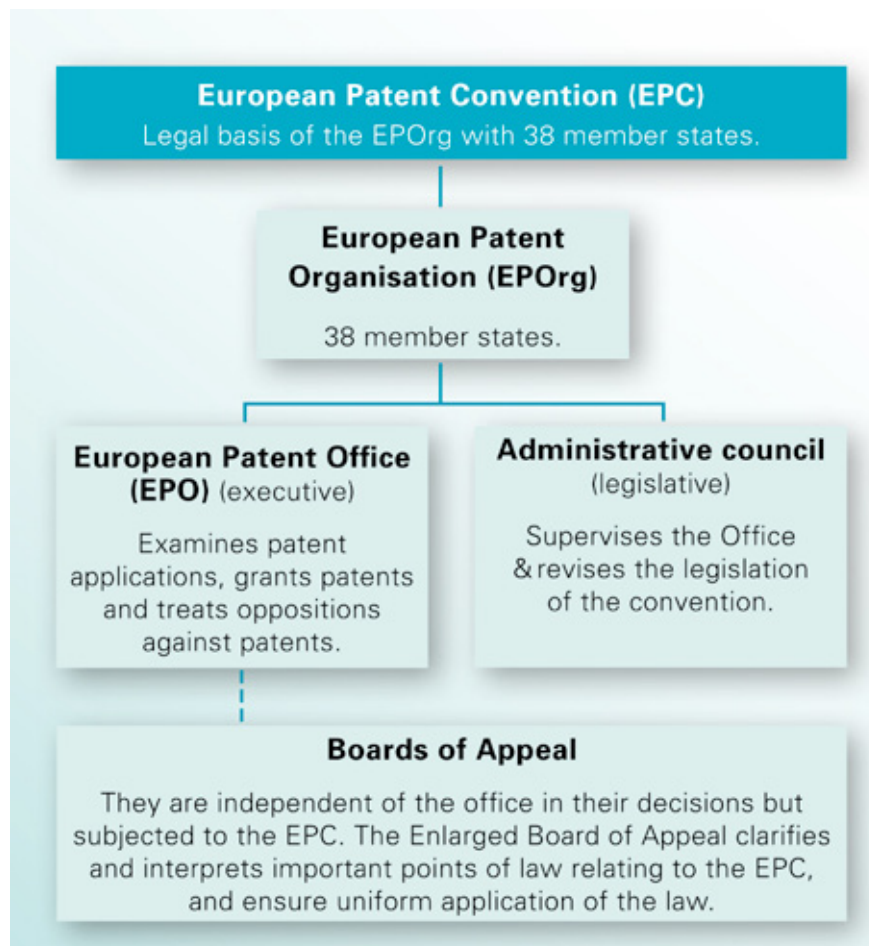 European Patent Convention (EPC)
Legal basis of the EPOrg with 38 member states.
European Patent
Organisation (EPOrg)
38 member states.
European Patent Office
(EPO) (executive)
Examines patent
applications, grants patents
and treats oppositions
against patents.
Administrative council
(legislative)
Supervises the Office
& revises the legislation
of the convention.
Boards of Appeal
They are independent of the office in their decisions but
subjected to the EPC. The Enlarged Board of Appeal clarifies
and interprets important points of law relating to the EPC,
and ensure uniform application of the law.